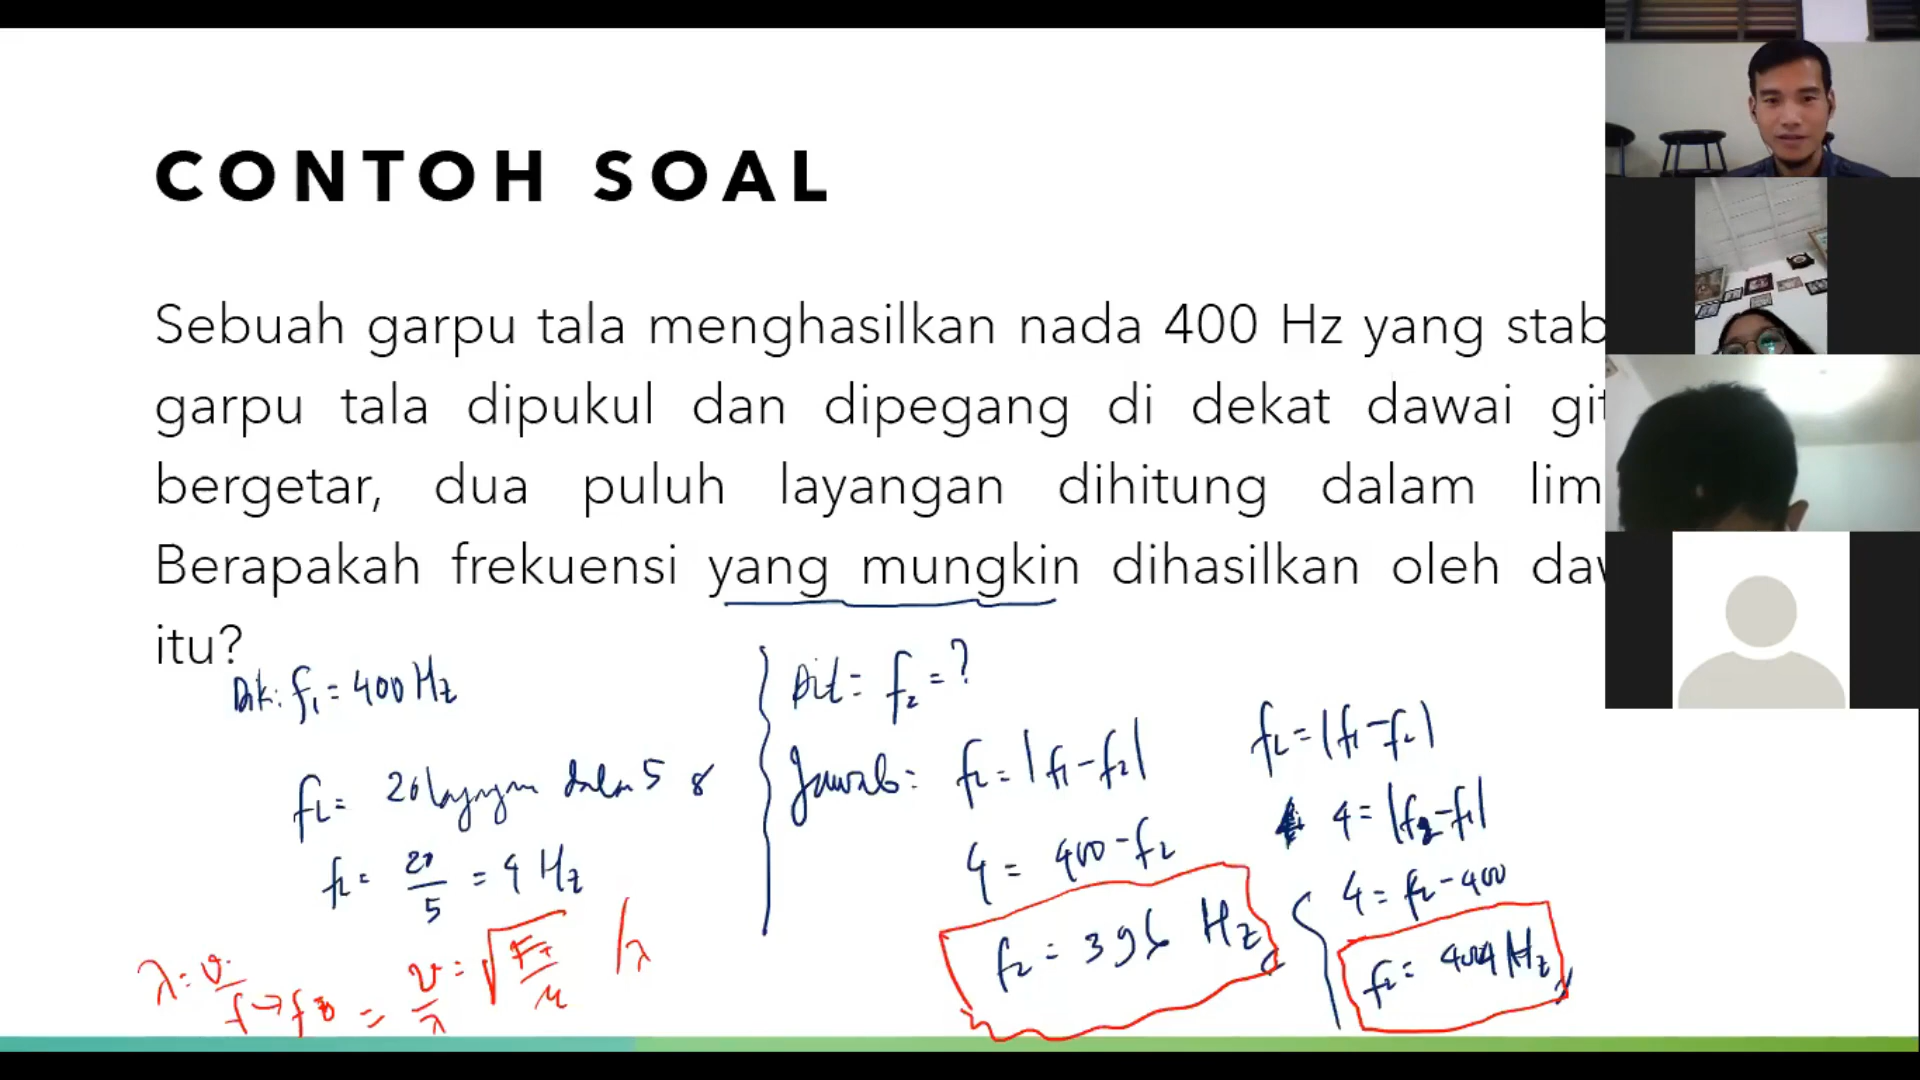 CONTOH SOAL
Sebuah garpu tala menghasilkan nada 400 Hz yang stab
garpu tala dipukul dan dipegang di dekat dawai git
bergetar, dua puluh layangan dihitung dalam lim
Berapakah frekuensi yang mungkin dihasilkan oleh daw
itu?
Dik: f₁ = 400 Hz
fL = 20 layangan dalam 5 s
fL = 20/5 = 4 Hz
λ = v/f → f = v/λ
v = √(FT/μ) /λ
Dit = f₂ = ?
Jawab: fL = |f₁ - f₂|
4 = 400 - f₂
f₂ = 396 Hz
fL = |f₁ - f₂|
4 = |f₂ - f₁|
4 = f₂ - 400
f₂ = 404 Hz